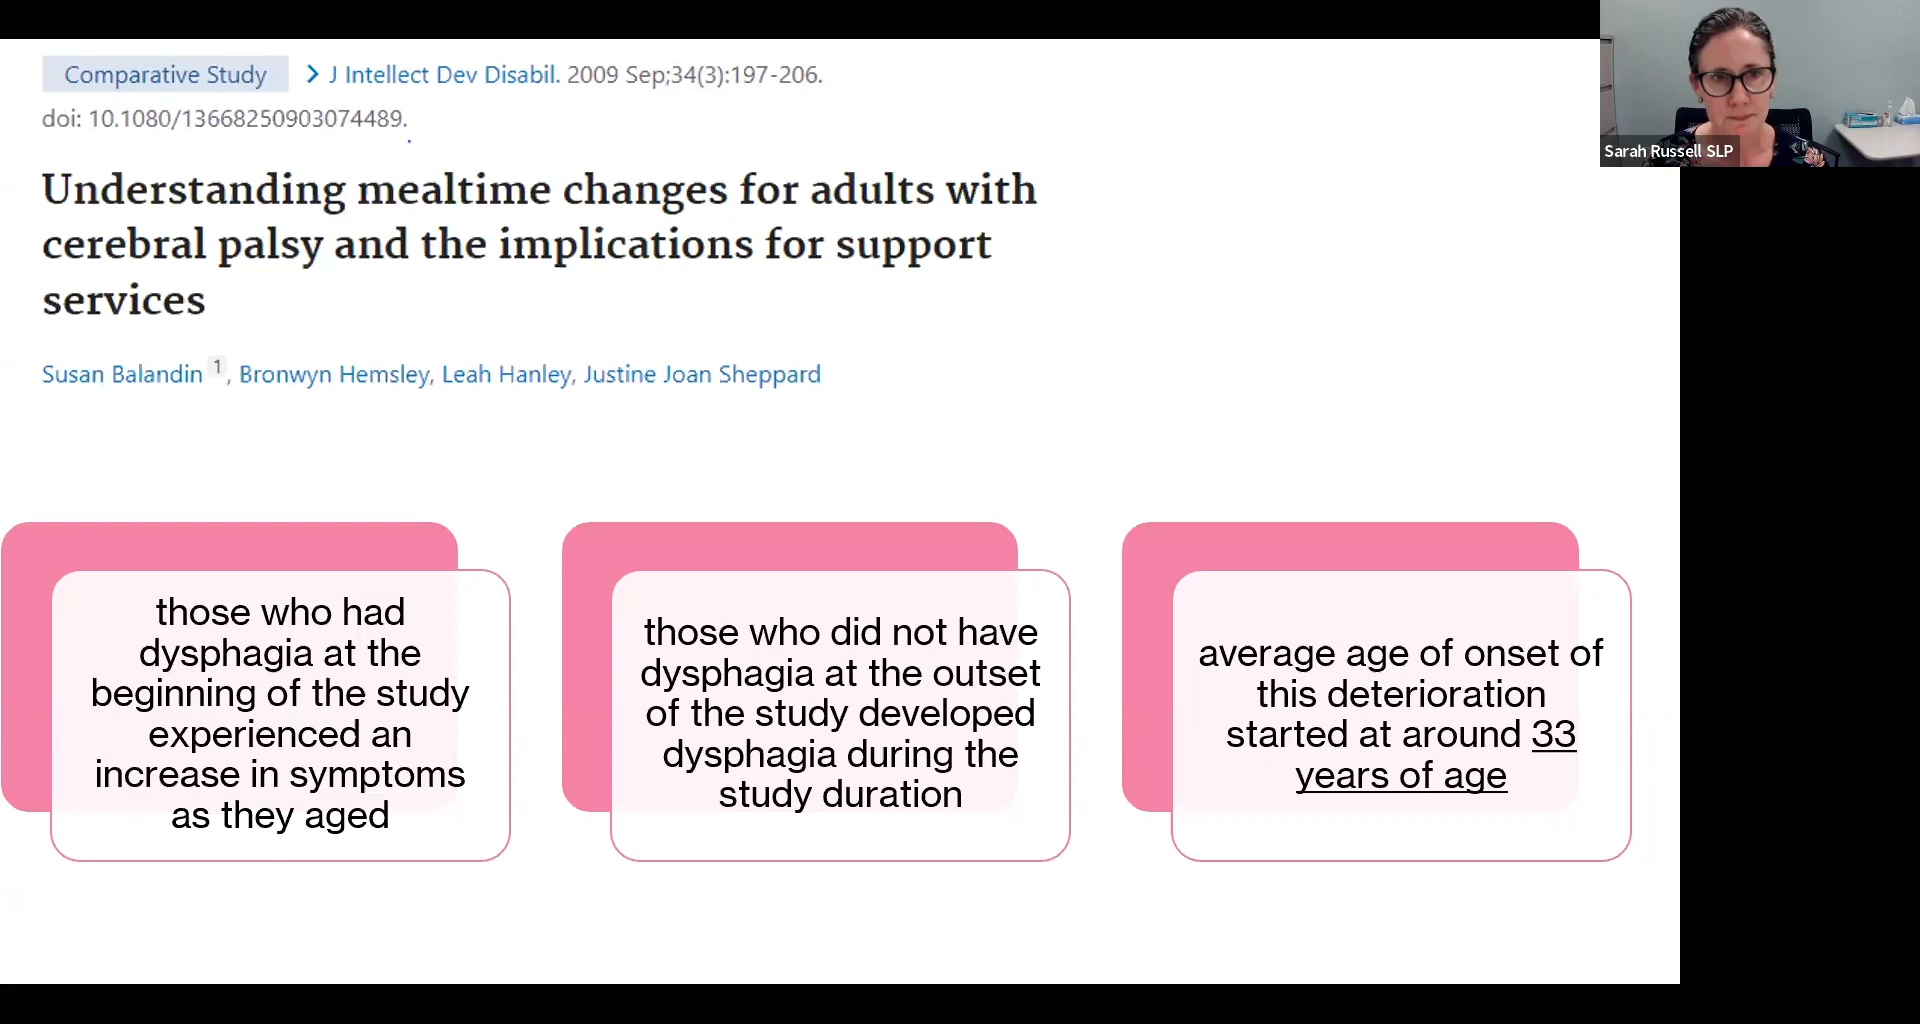 Comparative Study > J Intellect Dev Disabil. 2009 Sep;34(3):197-206.
doi: 10.1080/13668250903074489.
Understanding mealtime changes for adults with
cerebral palsy and the implications for support
services
Susan Balandin 1, Bronwyn Hemsley, Leah Hanley, Justine Joan Sheppard
those who had
dysphagia at the
beginning of the study
experienced an
increase in symptoms
as they aged
those who did not have
dysphagia at the outset
of the study developed
dysphagia during the
study duration
average age of onset of
this deterioration
started at around 33
years of age
Sarah Russell SLP